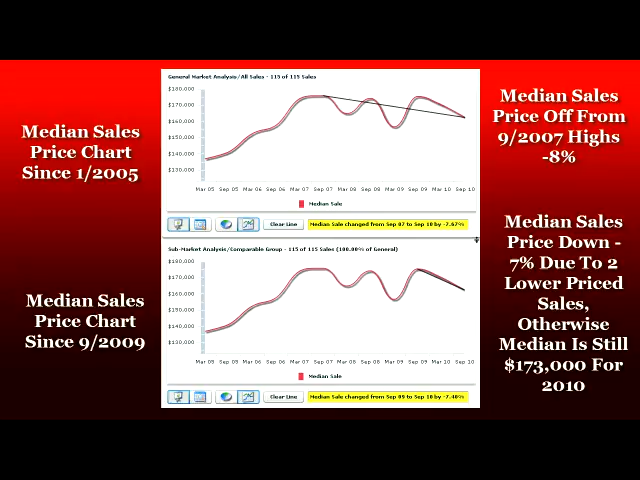 Median Sales
Price Chart
Since 1/2005
Median Sales
Price Chart
Since 9/2009
General Market Analysis/All Sales - 115 of 115 Sales
$180,000
$170,000
$160,000
$150,000
$140,000
$130,000
Mar 05 Sep 05 Mar 06 Sep 06 Mar 07 Sep 07 Mar 08 Sep 08 Mar 09 Sep 09 Mar 10 Sep 10
Median Sale
Clear Line
Median Sale changed from Sep 07 to Sep 10 by -7.67%
Sub-Market Analysis/Comparable Group - 115 of 115 Sales (100.00% of General)
$180,000
$170,000
$160,000
$150,000
$140,000
$130,000
Mar 05 Sep 05 Mar 06 Sep 06 Mar 07 Sep 07 Mar 08 Sep 08 Mar 09 Sep 09 Mar 10 Sep 10
Median Sale
Clear Line
Median Sale changed from Sep 09 to Sep 10 by -7.40%
Median Sales
Price Off From
9/2007 Highs
-8%
Median Sales
Price Down -
7% Due To 2
Lower Priced
Sales,
Otherwise
Median Is Still
$173,000 For
2010